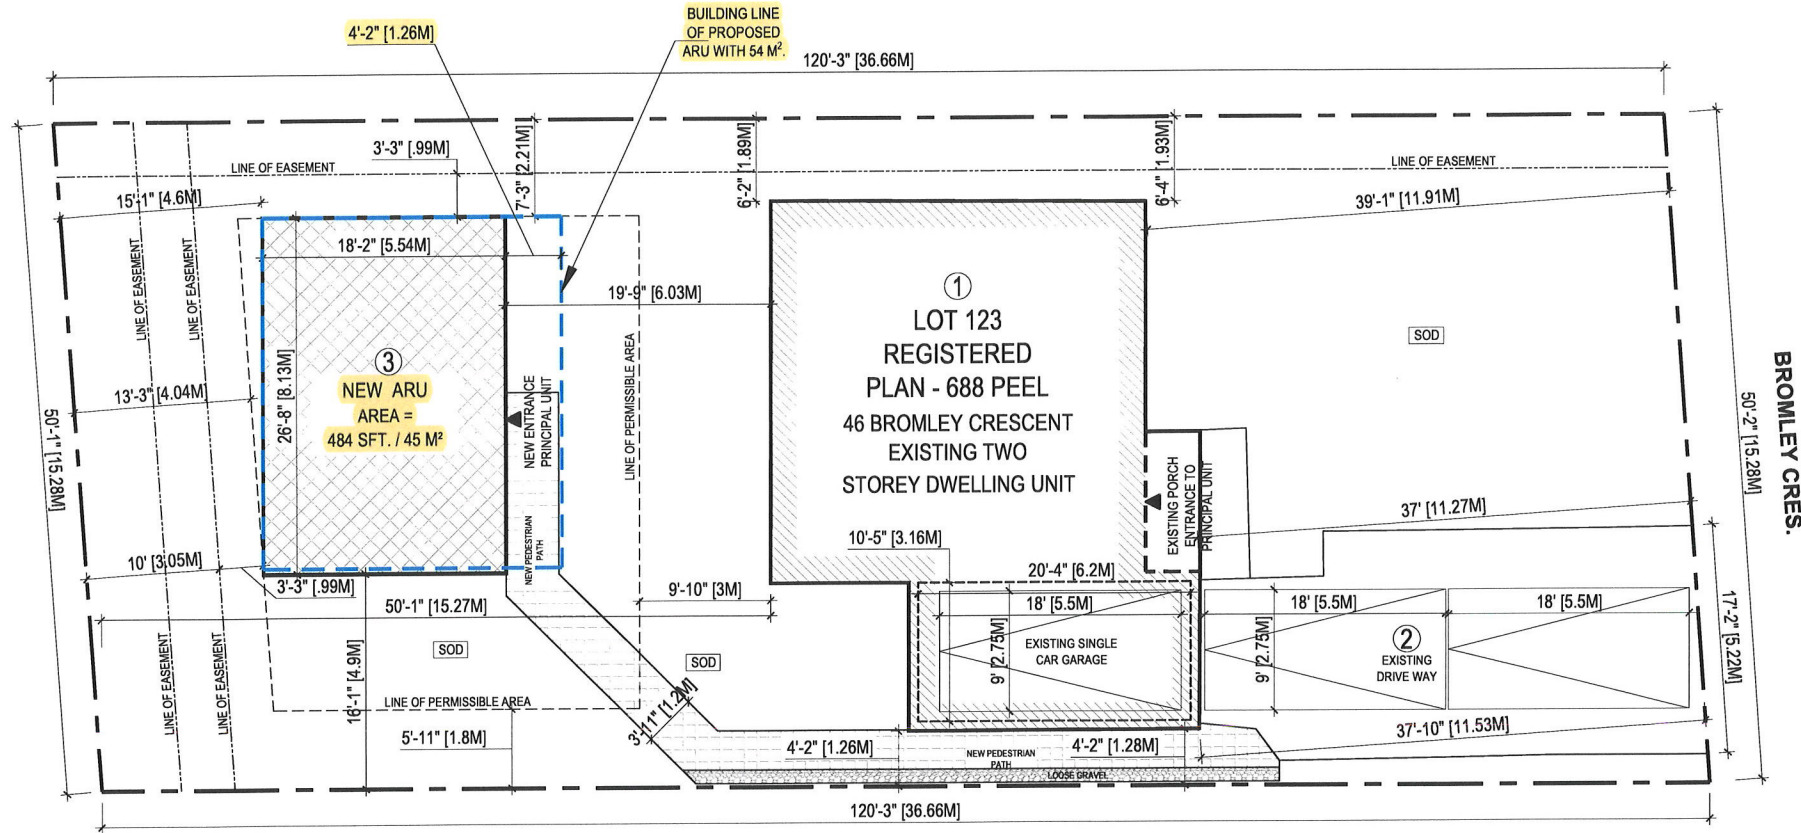 4'-2" [1.26M]
BUILDING LINE
OF PROPOSED
ARU WITH 54 M².
120'-3" [36.66M]
3'-3" [.99M]
7'-3" [2.21M]
6'-2" [1.89M]
6'-4" [1.93M]
LINE OF EASEMENT
LINE OF EASEMENT
15'-1" [4.6M]
39'-1" [11.91M]
18'-2" [5.54M]
19'-9" [6.03M]
LINE OF EASEMENT
LINE OF EASEMENT
1
LOT 123
REGISTERED
PLAN - 688 PEEL
46 BROMLEY CRESCENT
EXISTING TWO
STOREY DWELLING UNIT
SOD
BROMLEY CRES.
3
NEW ARU
AREA =
484 SFT. / 45 M²
26'-8" [8.13M]
13'-3" [4.04M]
50'-1" [15.28M]
NEW ENTRANCE
PRINCIPAL UNIT
LINE OF PERMISSIBLE AREA
50'-2" [15.28M]
EXISTING PORCH
ENTRANCE TO
PRINCIPAL UNIT
37' [11.27M]
NEW PEDESTRIAN
PATH
10'-5" [3.16M]
20'-4" [6.2M]
10' [3.05M]
3'-3" [.99M]
50'-1" [15.27M]
9'-10" [3M]
18' [5.5M]
18' [5.5M]
18' [5.5M]
9' [2.75M]
EXISTING SINGLE
CAR GARAGE
9' [2.75M]
2
EXISTING
DRIVE WAY
17'-2" [5.22M]
SOD
SOD
LINE OF EASEMENT
LINE OF EASEMENT
16'-1" [4.9M]
LINE OF PERMISSIBLE AREA
3'-11" [1.2M]
5'-11" [1.8M]
4'-2" [1.26M]
NEW PEDESTRIAN
PATH
4'-2" [1.28M]
37'-10" [11.53M]
LOOSE GRAVEL
120'-3" [36.66M]